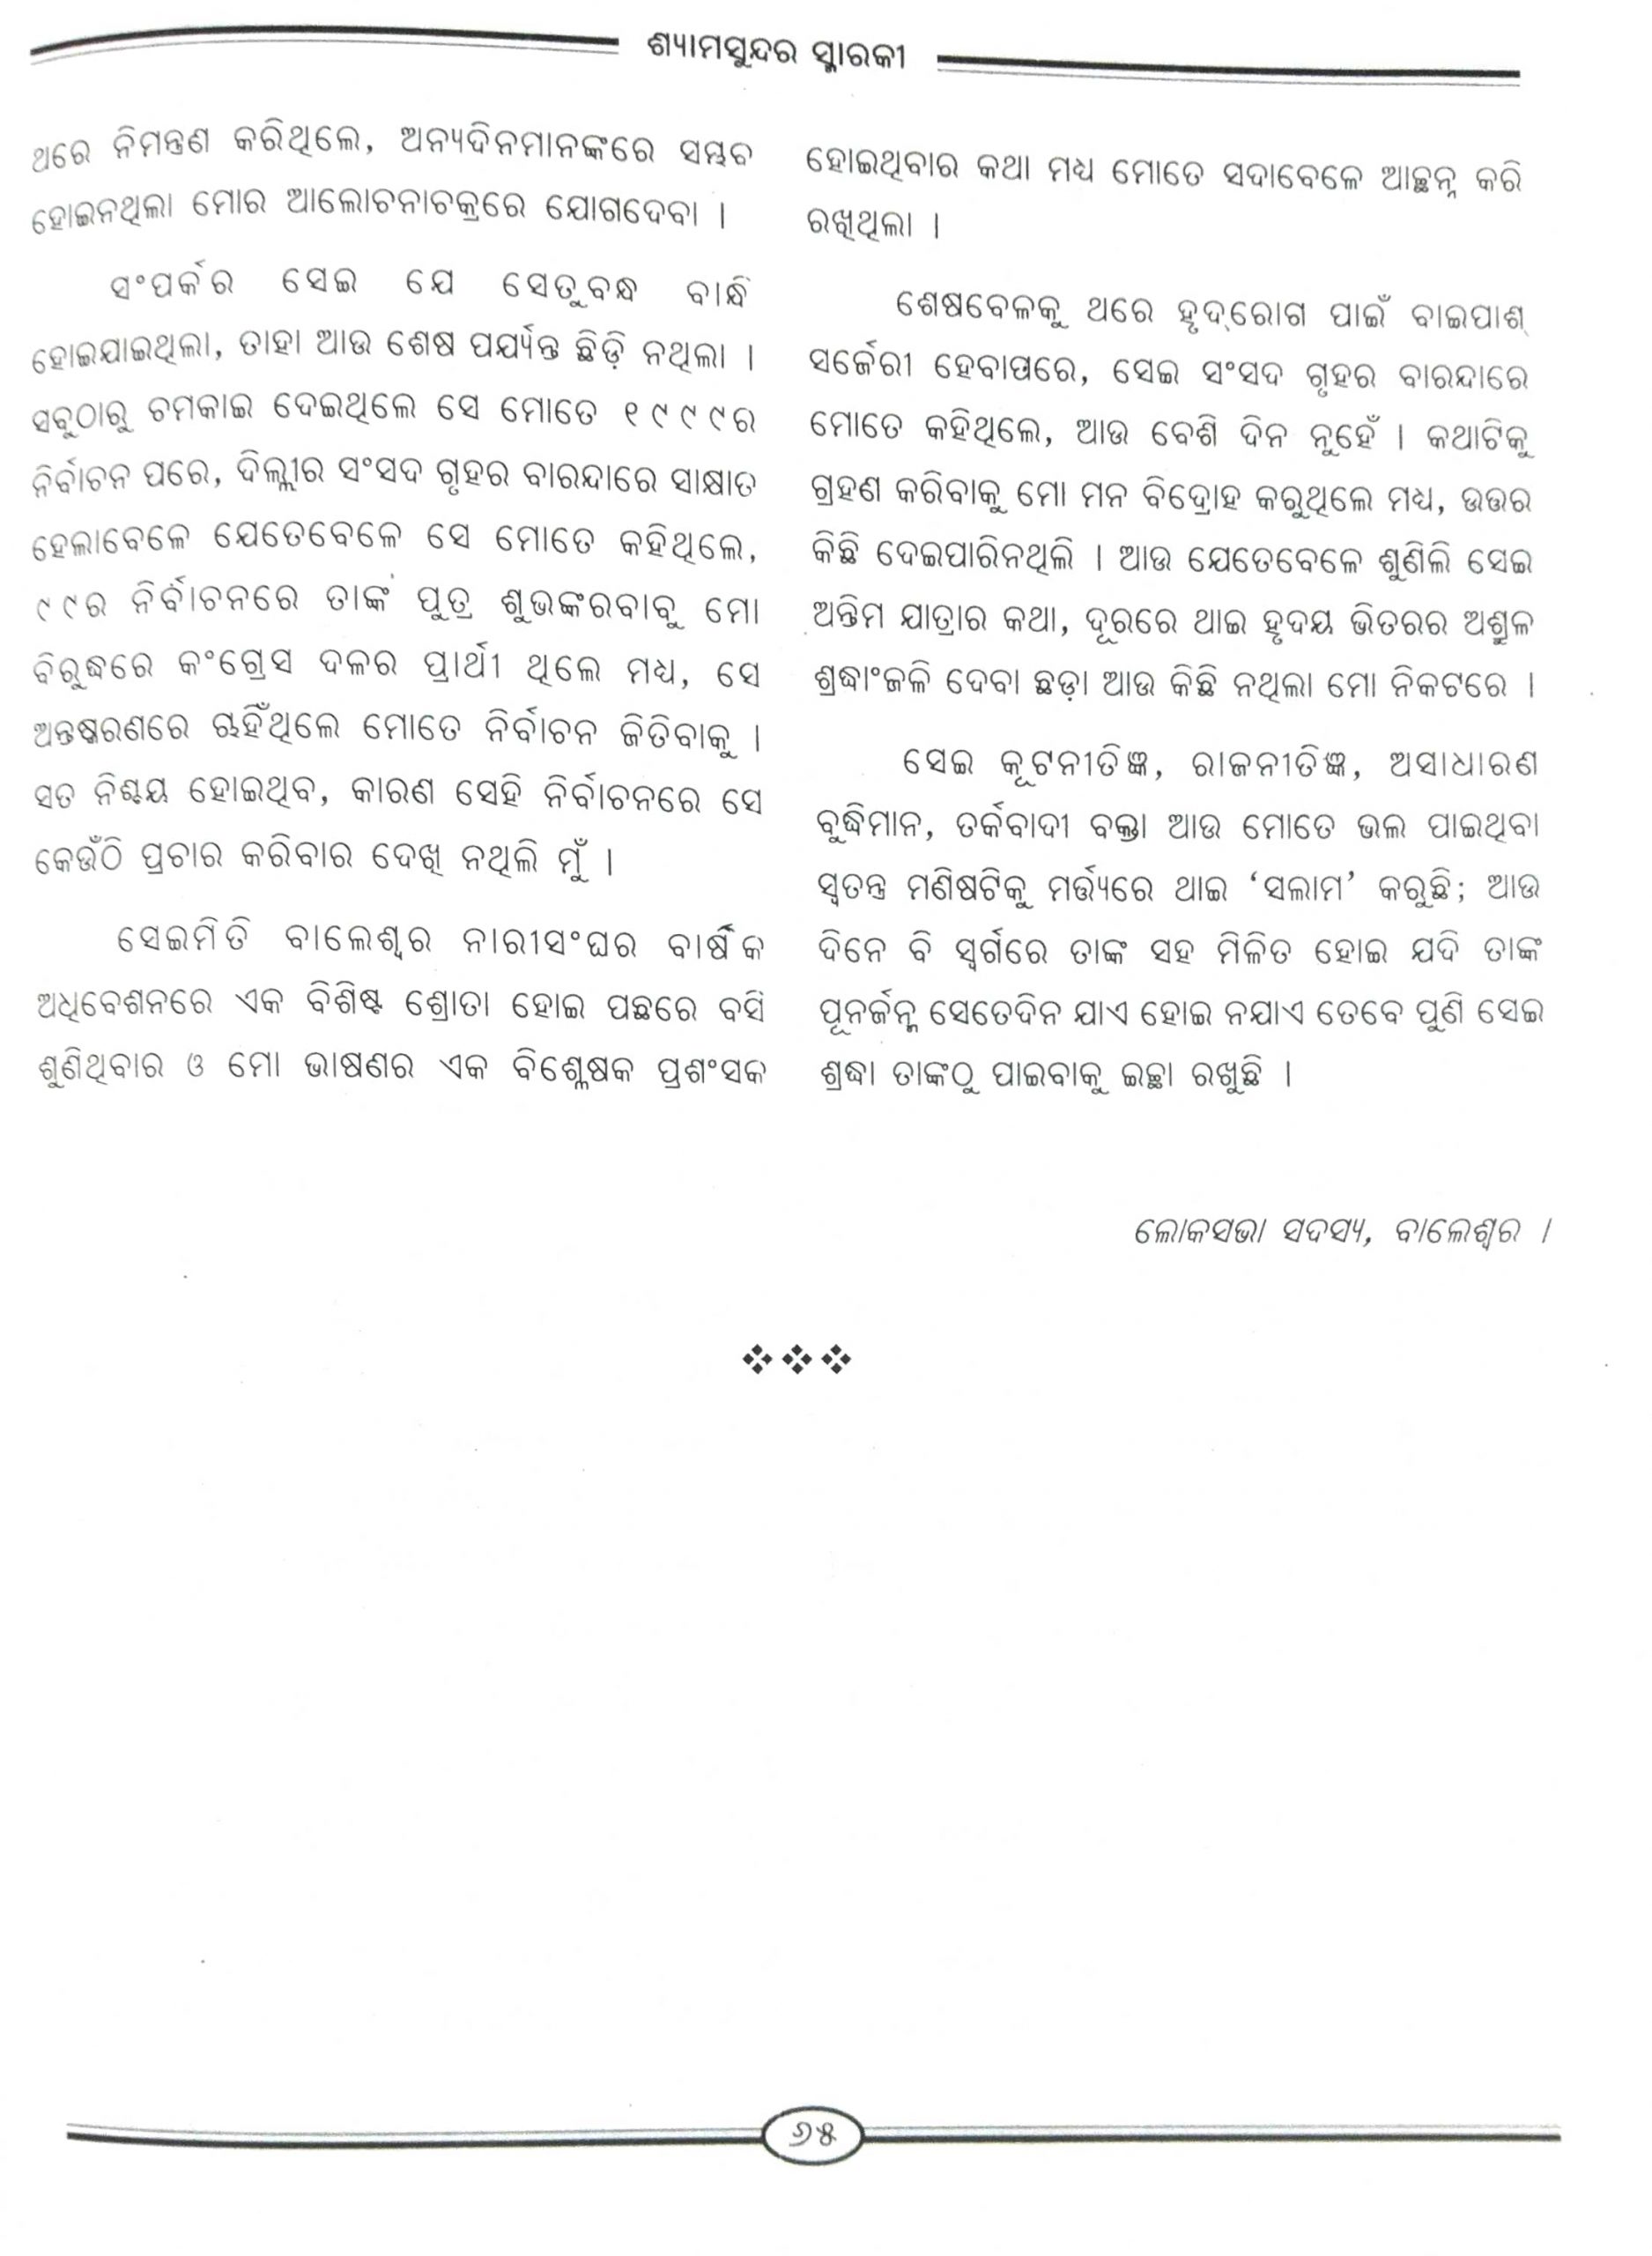 ଶ୍ୟାମସୁନ୍ଦର ସ୍ମାରକୀ
ଥରେ ନିମନ୍ତ୍ରଣ କରିଥିଲେ, ଅନ୍ୟଦିନମାନଙ୍କରେ ସମ୍ଭବ
ହୋଇନଥିଲା ମୋର ଆଲୋଚନାଚକ୍ରରେ ଯୋଗଦେବା ।
ସଂପର୍କର ସେଇ ଯେ ସେତୁବନ୍ଧ ବାନ୍ଧି
ହୋଇଯାଇଥିଲା, ତାହା ଆଉ ଶେଷ ପର୍ଯ୍ୟନ୍ତ ଛିଡ଼ି ନଥିଲା ।
ସବୁଠାରୁ ଚମକାଇ ଦେଇଥିଲେ ସେ ମୋତେ ୧୯୯୯ର
ନିର୍ବାଚନ ପରେ, ଦିଲ୍ଲୀର ସଂସଦ ଗୃହର ବାରନ୍ଦାରେ ସାକ୍ଷାତ
ହେଲାବେଳେ ଯେତେବେଳେ ସେ ମୋତେ କହିଥିଲେ,
୯୯ର ନିର୍ବାଚନରେ ତାଙ୍କ ପୁତ୍ର ଶୁଭଙ୍କରବାବୁ ମୋ
ବିରୁଦ୍ଧରେ କଂଗ୍ରେସ ଦଳର ପ୍ରାର୍ଥୀ ଥିଲେ ମଧ୍ୟ, ସେ
ଅନ୍ତଷ୍କରଣରେ ଚାହିଁଥିଲେ ମୋତେ ନିର୍ବାଚନ ଜିତିବାକୁ ।
ସତ ନିଶ୍ଚୟ ହୋଇଥିବ, କାରଣ ସେହି ନିର୍ବାଚନରେ ସେ
କେଉଁଠି ପ୍ରଚାର କରିବାର ଦେଖି ନଥିଲି ମୁଁ ।
ସେଇମିତି ବାଲେଶ୍ୱର ନାରୀସଂଘର ବାର୍ଷିକ
ଅଧିବେଶନରେ ଏକ ବିଶିଷ୍ଟ ଶ୍ରୋତା ହୋଇ ପଛରେ ବସି
ଶୁଣିଥିବାର ଓ ମୋ ଭାଷଣର ଏକ ବିଶ୍ଳେଷକ ପ୍ରଶଂସକ
ହୋଇଥିବାର କଥା ମଧ୍ୟ ମୋତେ ସଦାବେଳେ ଆଚ୍ଛନ୍ନ କରି
ରଖିଥିଲା ।
ଶେଷବେଳକୁ ଥରେ ହୃଦ୍‌ରୋଗ ପାଇଁ ବାଇପାଶ୍
ସର୍ଜେରୀ ହେବାପରେ, ସେଇ ସଂସଦ ଗୃହର ବାରନ୍ଦାରେ
ମୋତେ କହିଥିଲେ, ଆଉ ବେଶି ଦିନ ନୁହେଁ । କଥାଟିକୁ
ଗ୍ରହଣ କରିବାକୁ ମୋ ମନ ବିଦ୍ରୋହ କରୁଥିଲେ ମଧ୍ୟ, ଉତ୍ତର
କିଛି ଦେଇପାରିନଥିଲି । ଆଉ ଯେତେବେଳେ ଶୁଣିଲି ସେଇ
ଅନ୍ତିମ ଯାତ୍ରାର କଥା, ଦୂରରେ ଥାଇ ହୃଦୟ ଭିତରର ଅଶ୍ରୁଳ
ଶ୍ରଦ୍ଧାଂଜଳି ଦେବା ଛଡ଼ା ଆଉ କିଛି ନଥିଲା ମୋ ନିକଟରେ ।
ସେଇ କୂଟନୀତିଜ୍ଞ, ରାଜନୀତିଜ୍ଞ, ଅସାଧାରଣ
ବୁଦ୍ଧିମାନ, ତର୍କବାଦୀ ବକ୍ତା ଆଉ ମୋତେ ଭଲ ପାଇଥିବା
ସ୍ୱତନ୍ତ୍ର ମଣିଷଟିକୁ ମର୍ତ୍ତ୍ୟରେ ଥାଇ ‘ସଲାମ’ କରୁଛି; ଆଉ
ଦିନେ ବି ସ୍ୱର୍ଗରେ ତାଙ୍କ ସହ ମିଳିତ ହୋଇ ଯଦି ତାଙ୍କ
ପୂନର୍ଜନ୍ମ ସେତେଦିନ ଯାଏ ହୋଇ ନଯାଏ ତେବେ ପୁଣି ସେଇ
ଶ୍ରଦ୍ଧା ତାଙ୍କଠୁ ପାଇବାକୁ ଇଚ୍ଛା ରଖୁଛି ।
ଲୋକସଭା ସଦସ୍ୟ, ବାଲେଶ୍ୱର ।
୬୫